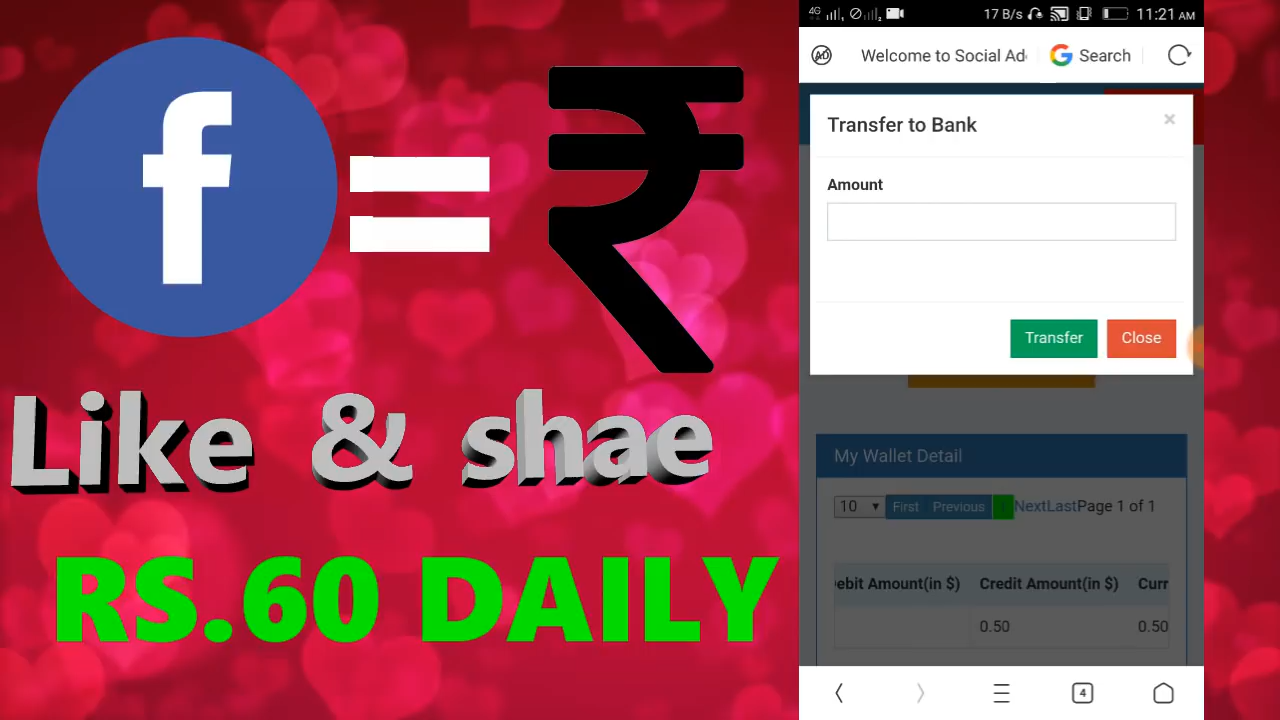 f = ₹
Like & shae
RS.60 DAILY
4G 17 B/s 11:21 AM
AD Welcome to Social Ad Search
Transfer to Bank ×
Amount
Transfer Close
My Wallet Detail
10 First Previous NextLastPage 1 of 1
ebit Amount(in $) Credit Amount(in $) Curr
0.50 0.50
4